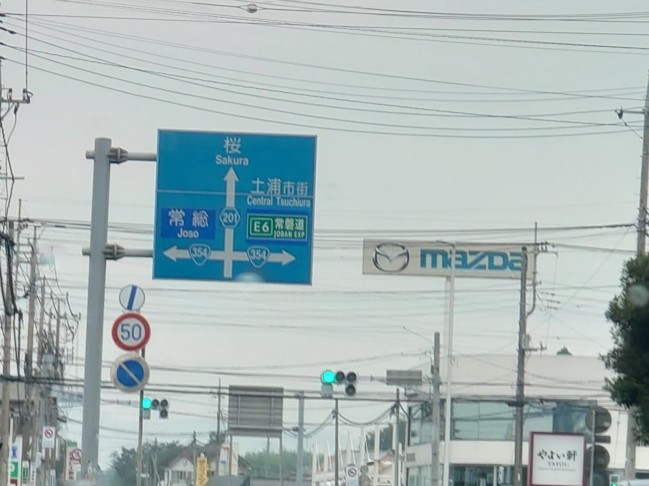 桜
Sakura
土浦市街
Central Tsuchiura
常総
Joso
201
E6 常磐道
JOBAN EXP
354
354
mazda
50
やよい軒
YAYOI